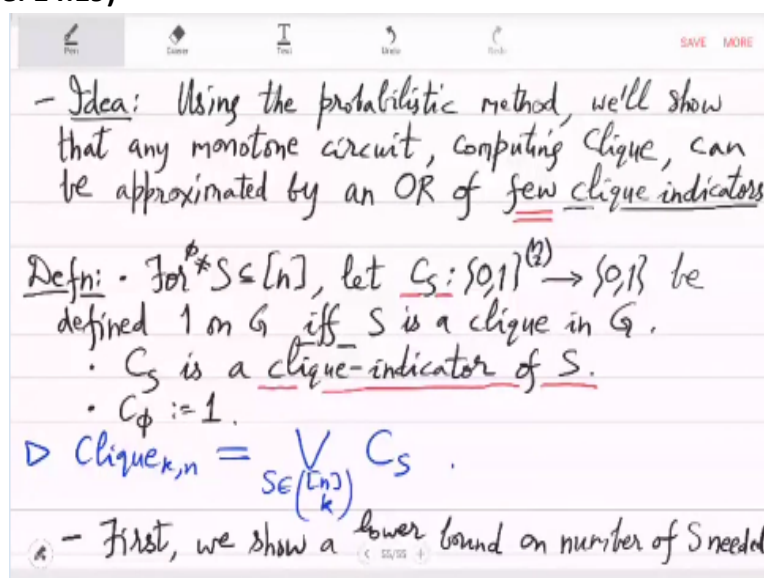 Pen Eraser Text Undo Redo SAVE MORE
- Idea: Using the probabilistic method, we'll show
that any monotone circuit, computing Clique, can
be approximated by an OR of few clique indicators
Defn: · For ϕ≠S⊆[n], let C_S: {0,1}^(n 2) → {0,1} be
defined 1 on G iff S is a clique in G.
· C_S is a clique-indicator of S.
· C_ϕ := 1.
▷ Clique_k,n = ⋁_{S∈([n] k)} C_S .
- First, we show a lower bound on number of S needed
< 55/55 +